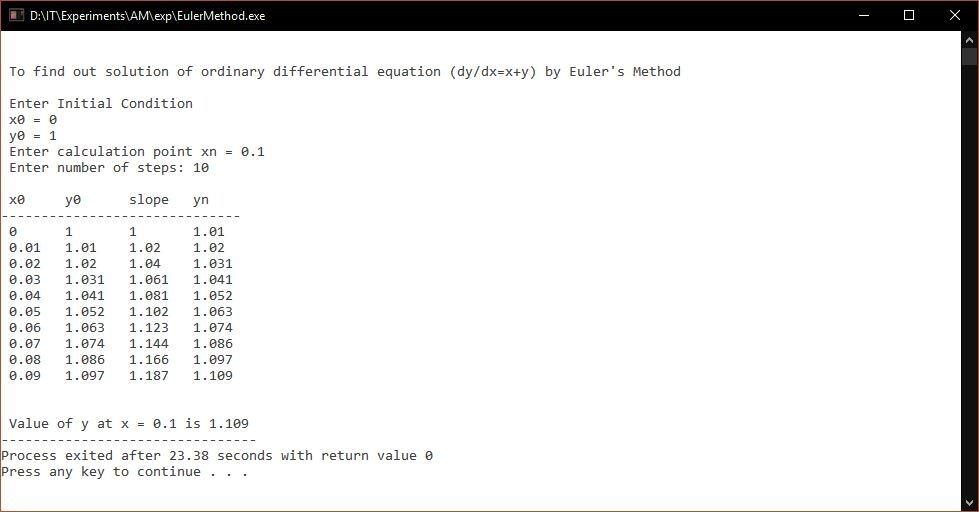 D:\IT\Experiments\AM\exp\EulerMethod.exe
To find out solution of ordinary differential equation (dy/dx=x+y) by Euler's Method
Enter Initial Condition
x0 = 0
y0 = 1
Enter calculation point xn = 0.1
Enter number of steps: 10
x0 y0 slope yn
------------------------------
0 1 1 1.01
0.01 1.01 1.02 1.02
0.02 1.02 1.04 1.031
0.03 1.031 1.061 1.041
0.04 1.041 1.081 1.052
0.05 1.052 1.102 1.063
0.06 1.063 1.123 1.074
0.07 1.074 1.144 1.086
0.08 1.086 1.166 1.097
0.09 1.097 1.187 1.109
Value of y at x = 0.1 is 1.109
--------------------------------
Process exited after 23.38 seconds with return value 0
Press any key to continue . . .